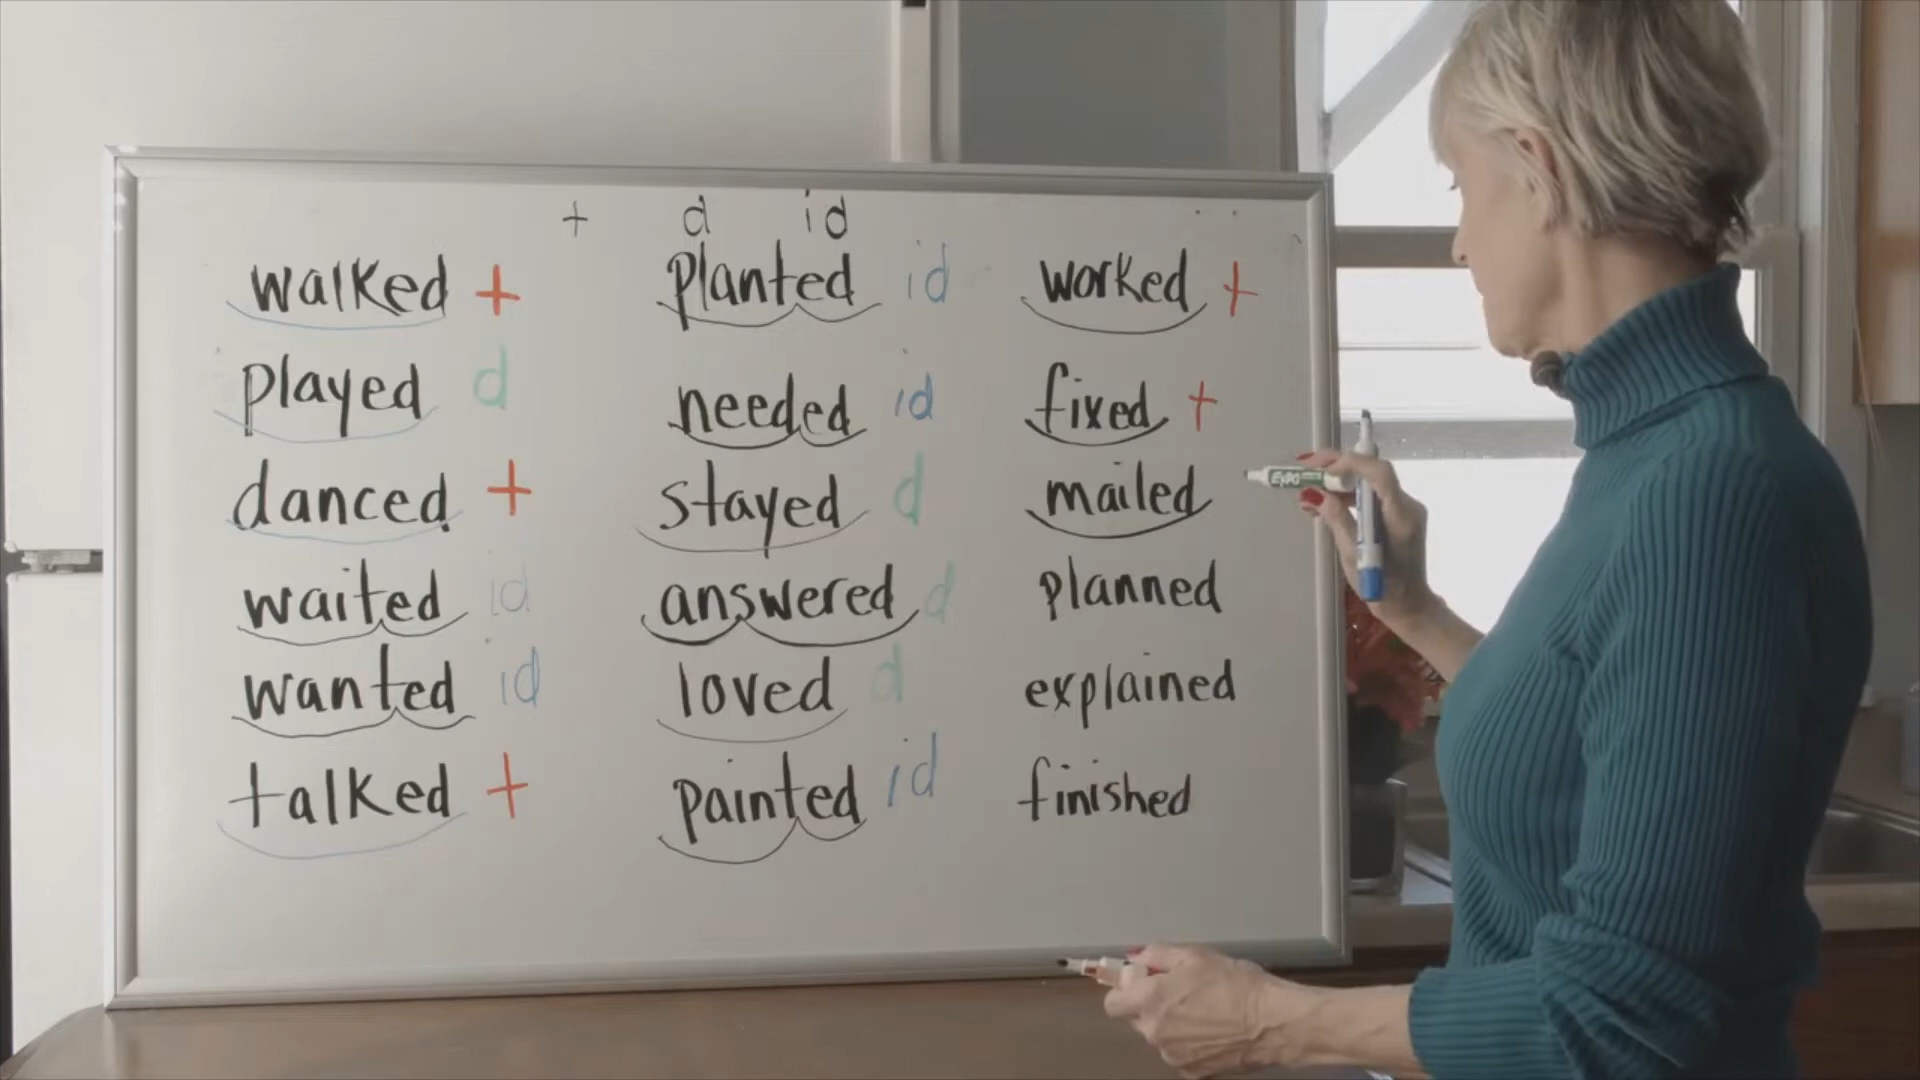 t d id
walked t
played d
danced t
waited id
wanted id
talked t
planted id
needed id
stayed d
answered d
loved d
painted id
worked t
fixed t
mailed
planned
explained
finished
EXPO